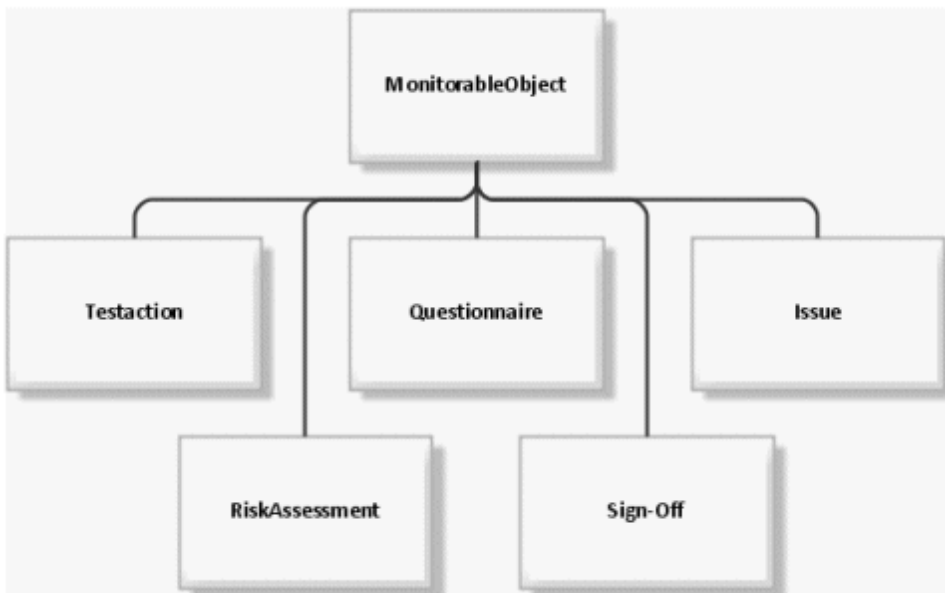 MonitorableObject
Testaction
Questionnaire
Issue
RiskAssessment
Sign-Off